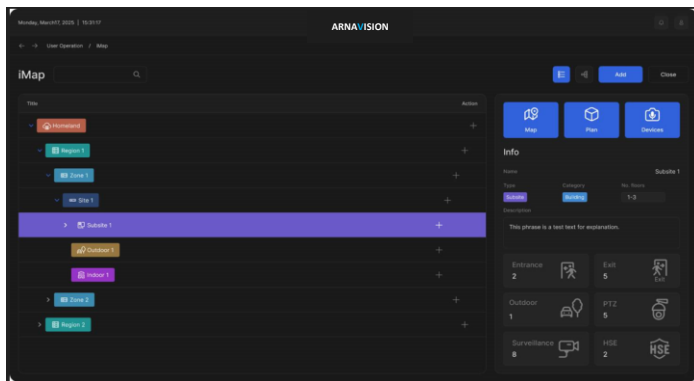 Monday, March17, 2025 | 15:31:17
ARNAVISION
User Operation / iMap
iMap
Add
Close
Title
Action
Homeland
Region 1
Zone 1
Site 1
Subsite 1
Outdoor 1
Indoor 1
Zone 2
Region 2
Map
Plan
Devices
Info
Name
Subsite 1
Type
Category
No. Rooms
Subsite
Building
1-3
Description
This phrase is a test text for explanation.
Entrance
2
Exit
5
Exit
Outdoor
1
PTZ
5
Surveillance
8
HSE
2
HSE